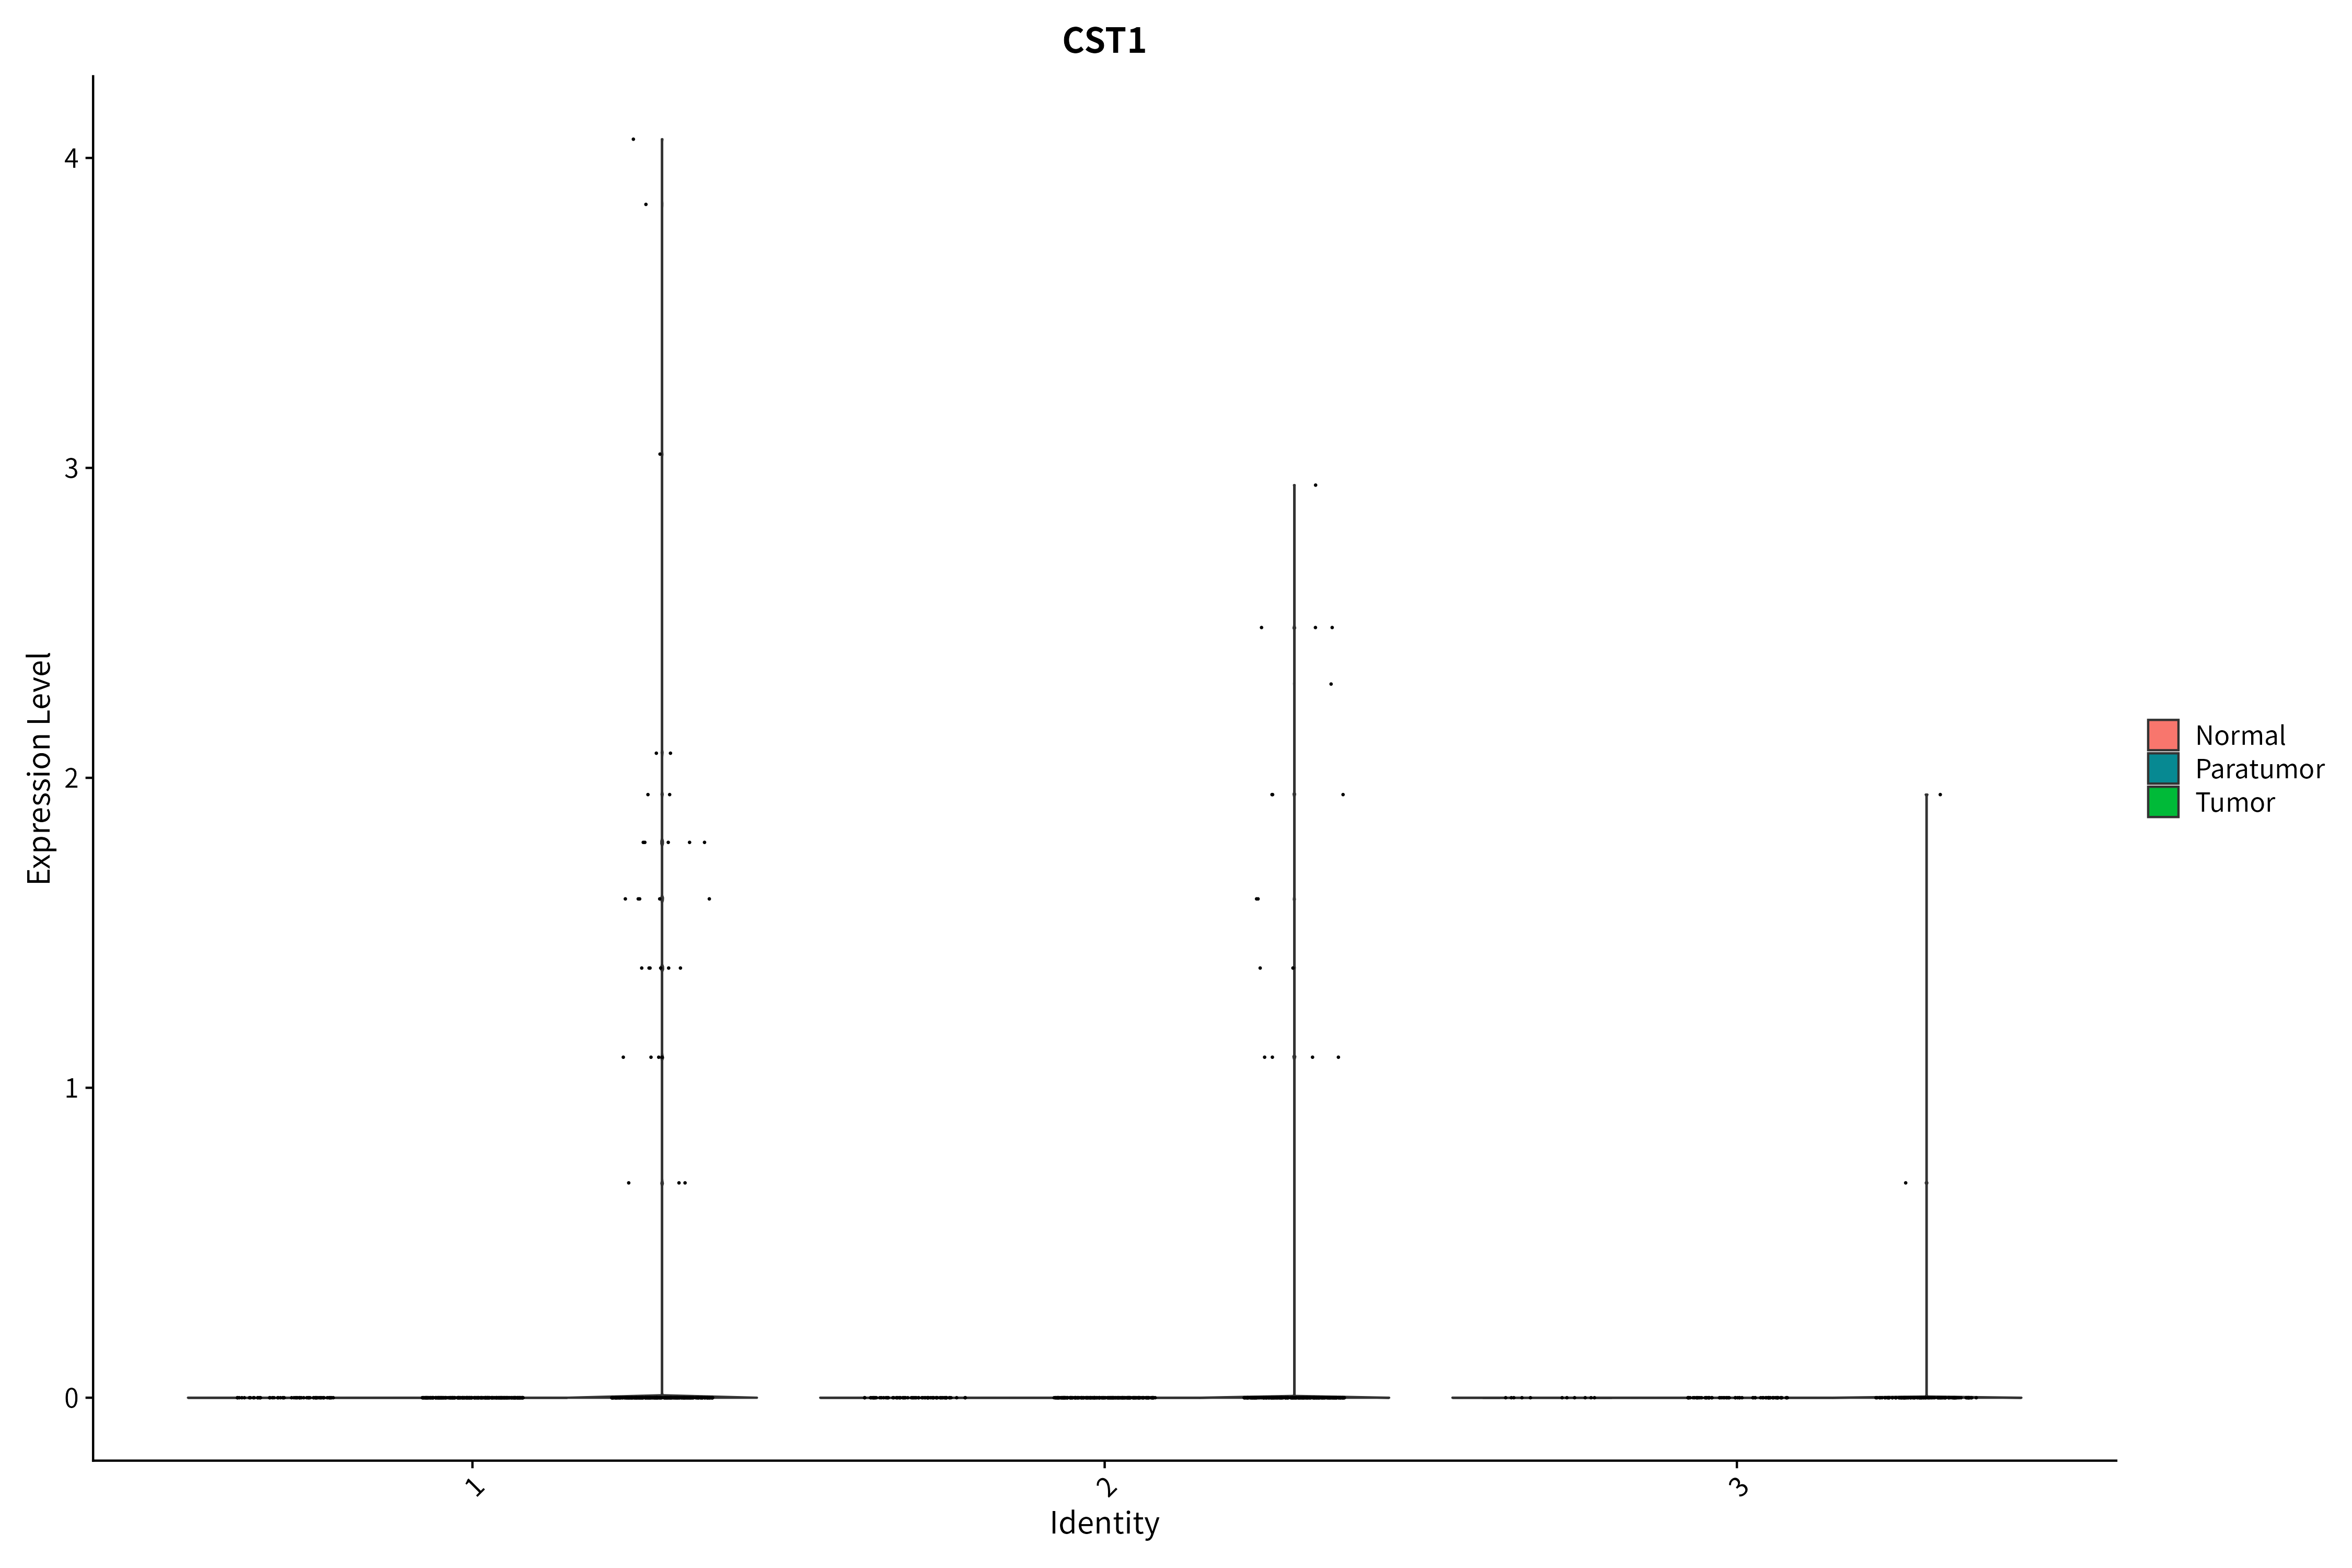 CST1
Expression Level
4
3
2
1
0
1
2
3
Identity
Normal
Paratumor
Tumor